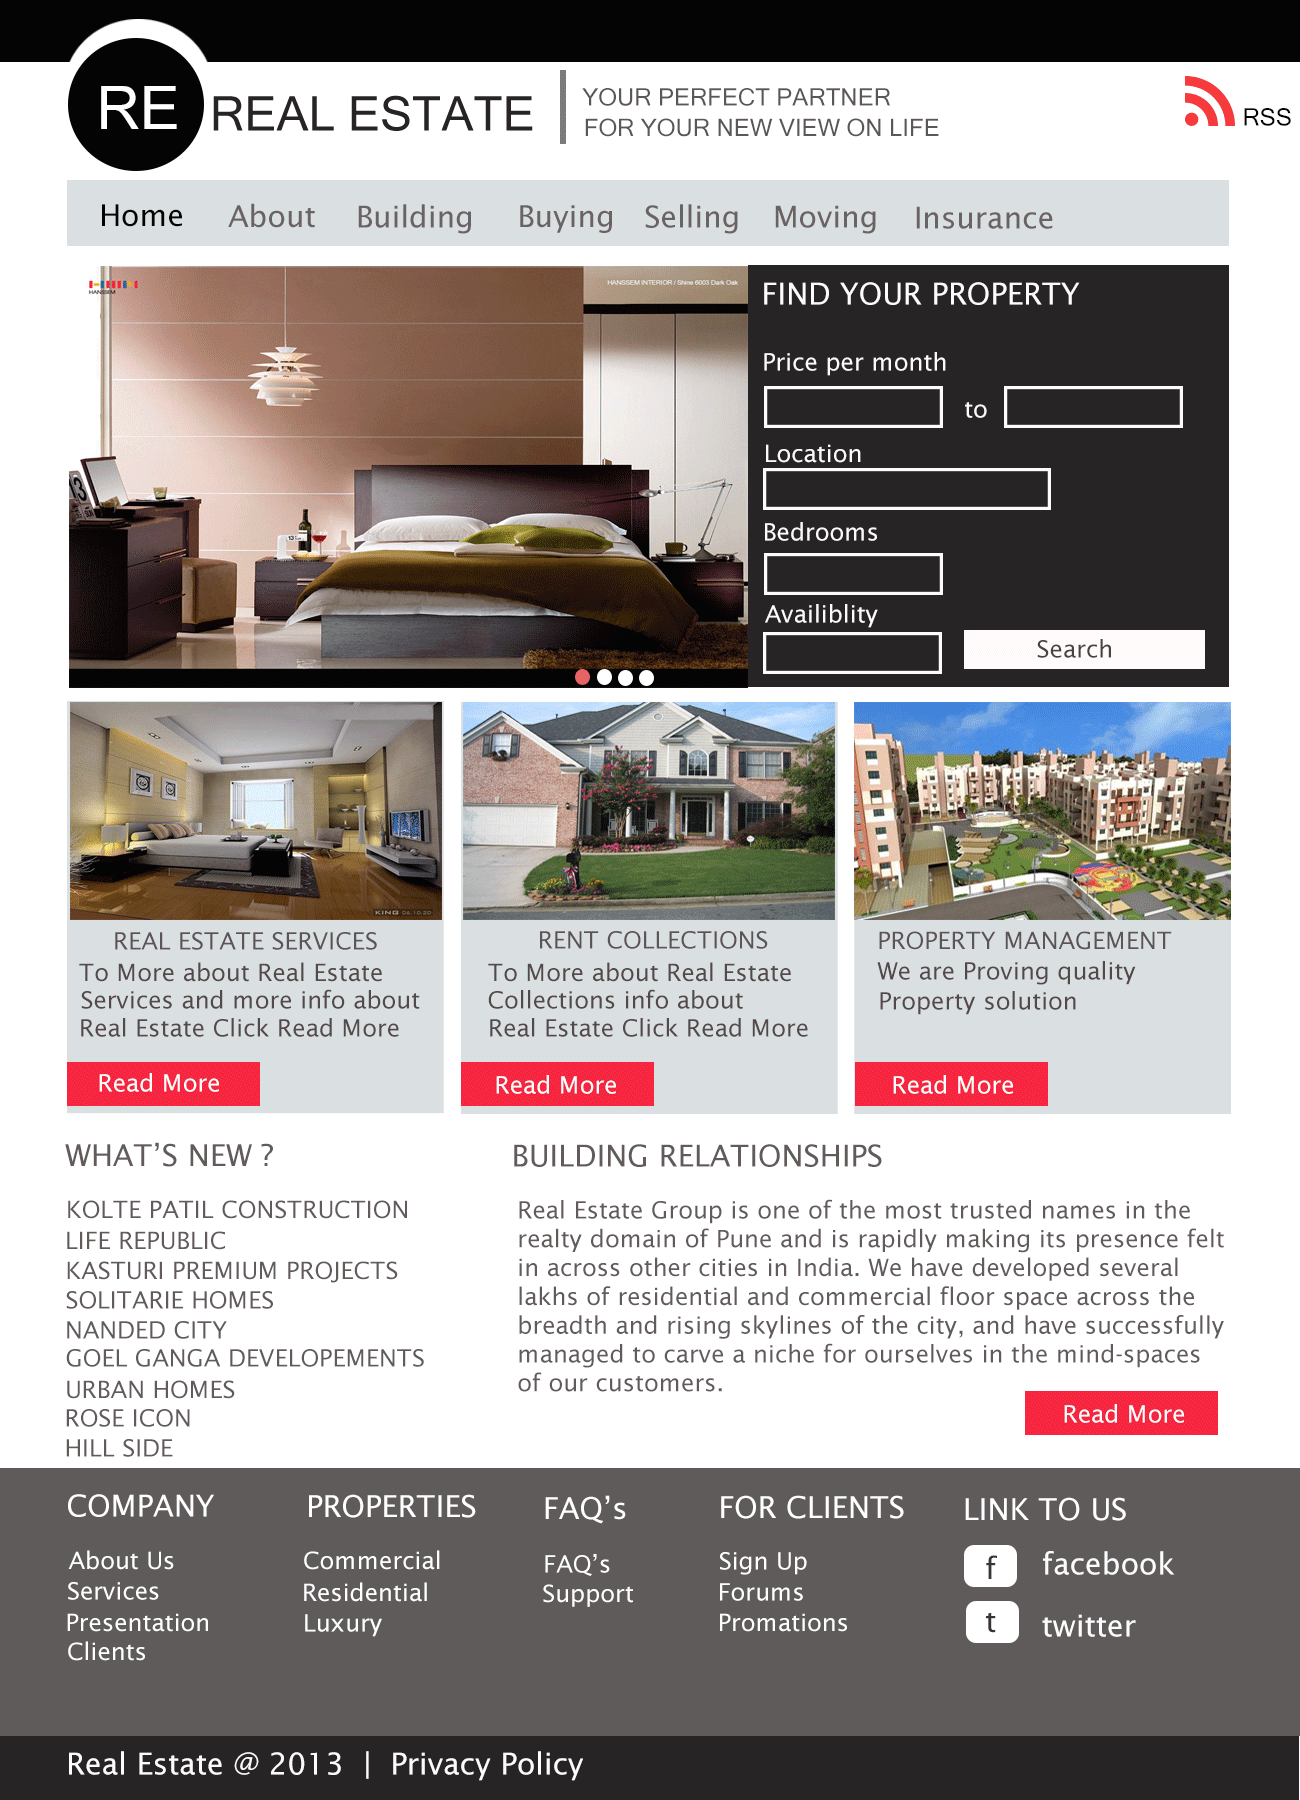 RE REAL ESTATE
YOUR PERFECT PARTNER
FOR YOUR NEW VIEW ON LIFE
RSS
Home About Building Buying Selling Moving Insurance
HANSSEM
HANSSEM INTERIOR / Shine 6003 Dark Oak
13
13
FIND YOUR PROPERTY
Price per month
to
Location
Bedrooms
Availiblity
Search
KING 06.10.20
REAL ESTATE SERVICES
To More about Real Estate
Services and more info about
Real Estate Click Read More
Read More
RENT COLLECTIONS
To More about Real Estate
Collections info about
Real Estate Click Read More
Read More
PROPERTY MANAGEMENT
We are Proving quality
Property solution
Read More
WHAT’S NEW ?
KOLTE PATIL CONSTRUCTION
LIFE REPUBLIC
KASTURI PREMIUM PROJECTS
SOLITARIE HOMES
NANDED CITY
GOEL GANGA DEVELOPEMENTS
URBAN HOMES
ROSE ICON
HILL SIDE
BUILDING RELATIONSHIPS
Real Estate Group is one of the most trusted names in the
realty domain of Pune and is rapidly making its presence felt
in across other cities in India. We have developed several
lakhs of residential and commercial floor space across the
breadth and rising skylines of the city, and have successfully
managed to carve a niche for ourselves in the mind-spaces
of our customers.
Read More
COMPANY
About Us
Services
Presentation
Clients
PROPERTIES
Commercial
Residential
Luxury
FAQ’s
FAQ’s
Support
FOR CLIENTS
Sign Up
Forums
Promations
LINK TO US
f facebook
t twitter
Real Estate @ 2013 | Privacy Policy